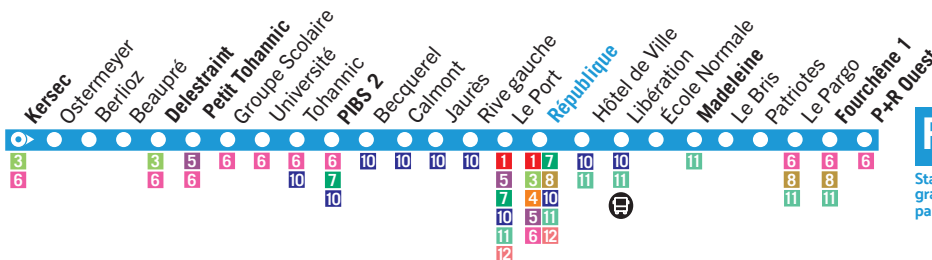 Kersec
Ostermeyer
Berlioz
Beaupré
Delestraint
Petit Tohannic
Groupe Scolaire
Université
Tohannic
PIBS 2
Becquerel
Calmont
Jaurès
Rive gauche
Le Port
République
Hôtel de Ville
Libération
École Normale
Madeleine
Le Bris
Patriotes
Le Pargo
Fourchêne 1
P+R Ouest
3 3 5 6 6 6 6 10 10 10 10 1 1 7 10 10 11 6 6 6
6 6 6 10 7 5 3 8 11 11 8 8
10 7 4 10 11 11
10 5 11
11 6 12
12
Sta
gra
pa